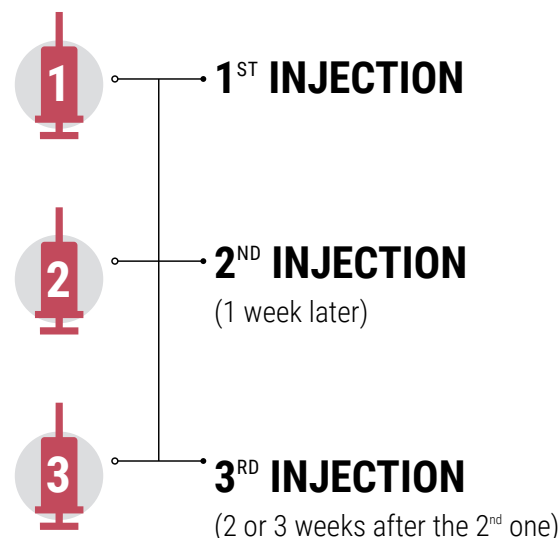 1
1ST INJECTION
2
2ND INJECTION
(1 week later)
3
3RD INJECTION
(2 or 3 weeks after the 2nd one)